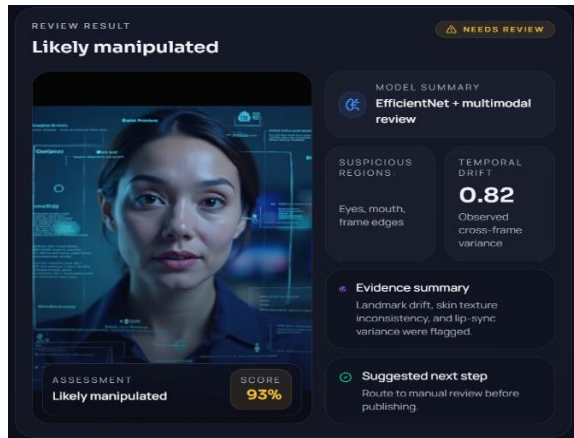 REVIEW RESULT
Likely manipulated
NEEDS REVIEW
MODEL SUMMARY
EfficientNet + multimodal
review
SUSPICIOUS
REGIONS:
Eyes, mouth,
frame edges
TEMPORAL
DRIFT
0.82
Observed
cross-frame
variance
Evidence summary
Landmark drift, skin texture
inconsistency, and lip-sync
variance were flagged.
Suggested next step
Route to manual review before
publishing.
ASSESSMENT
Likely manipulated
SCORE
93%